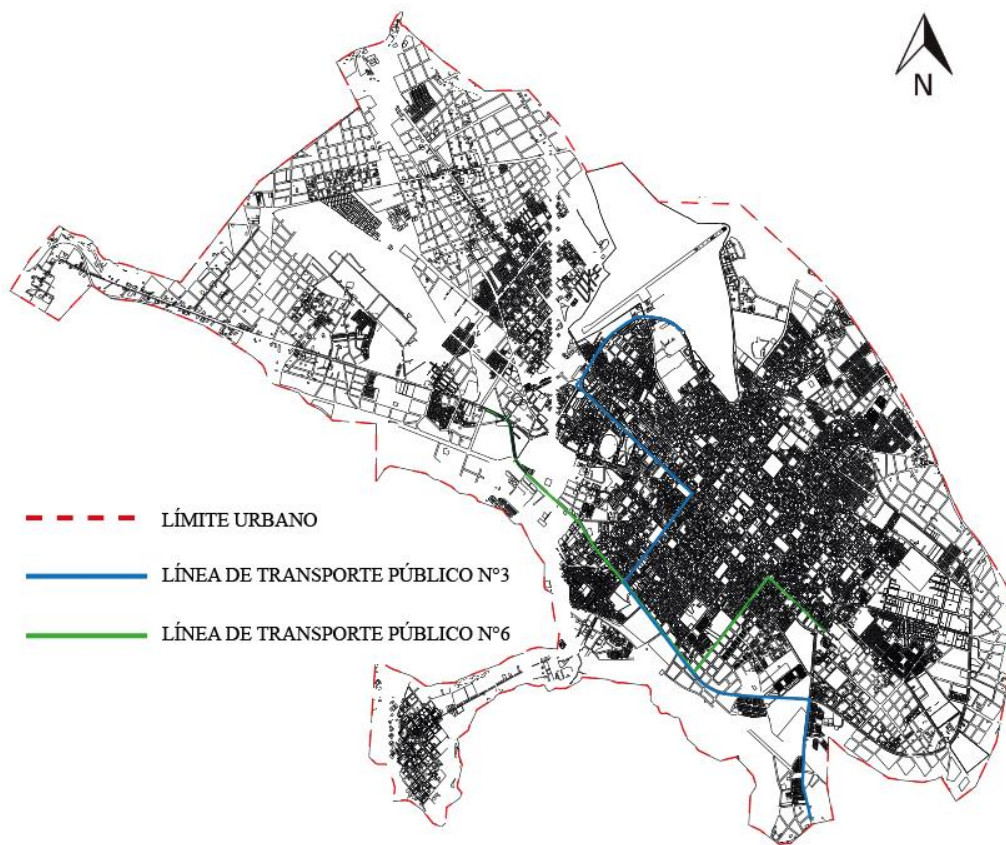 N
LÍMITE URBANO
LÍNEA DE TRANSPORTE PÚBLICO N°3
LÍNEA DE TRANSPORTE PÚBLICO N°6